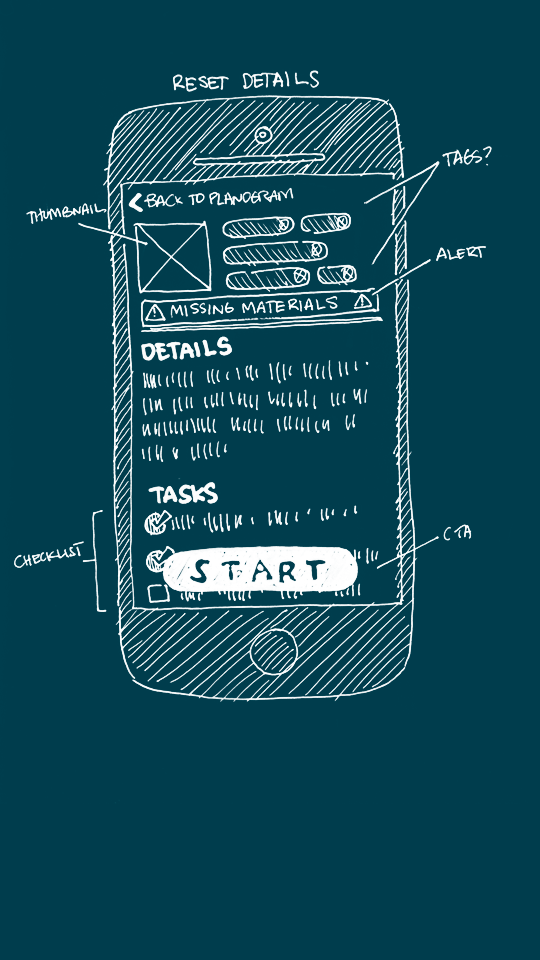 RESET DETAILS
TAGS?
BACK TO PLANOGRAM
THUMBNAIL
ALERT
MISSING MATERIALS
DETAILS
TASKS
CHECKLIST
CTA
START